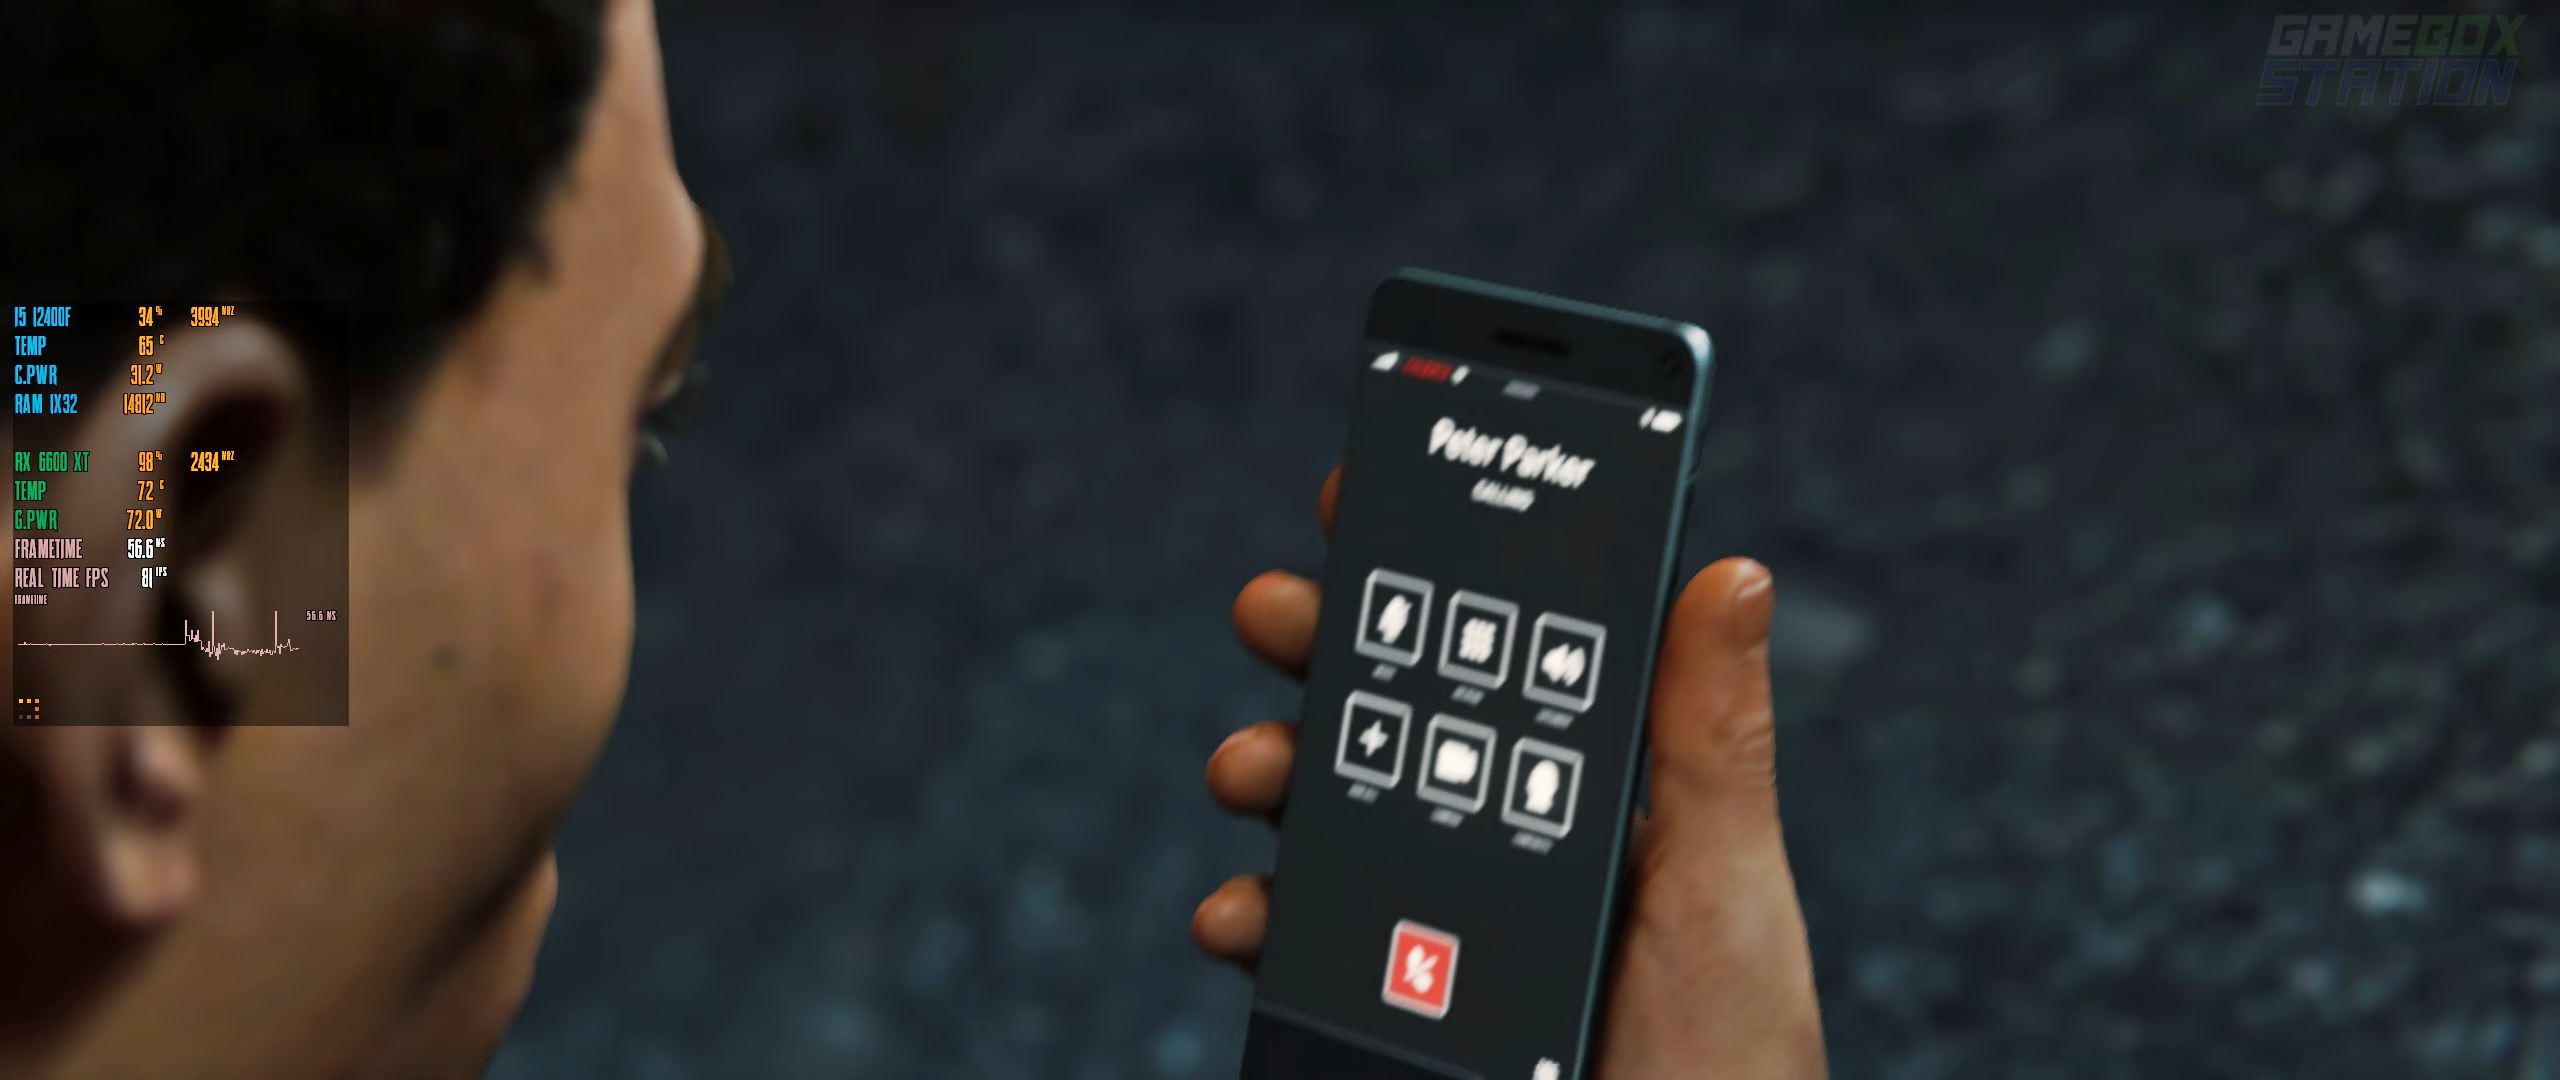 GAMEBOX
STATION
I5 12400F 34 % 3994 MHZ
TEMP 65 C
C.PWR 31.2 W
RAM 1X32 14812 MB
RX 6600 XT 98 % 2434 MHZ
TEMP 72 C
G.PWR 72.0 W
FRAMETIME 56.6 MS
REAL TIME FPS 81 FPS
FRAMETIME
56.6 MS
Peter Parker
CALLING